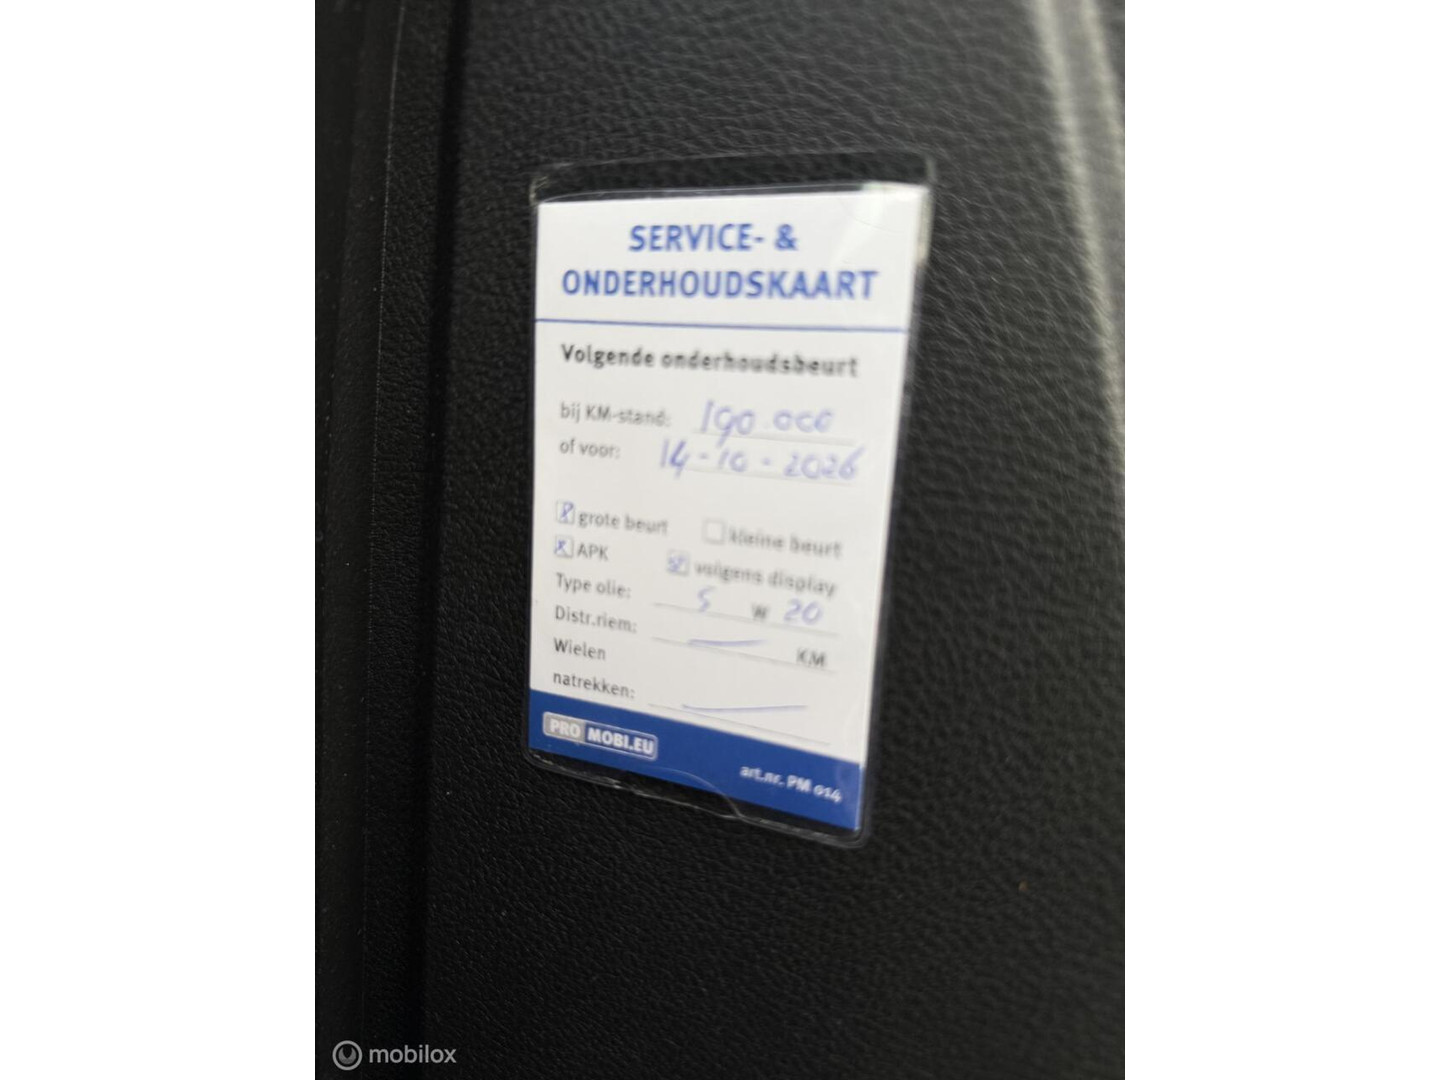 SERVICE- &
ONDERHOUDSKAART
Volgende onderhoudsbeurt
bij KM-stand: 190.000
of voor: 14-10-2026
grote beurt kleine beurt
APK volgens display
Type olie: 5 W 20
Distr.riem: — KM
Wielen
natrekken: —
PRO MOBI.EU
art.nr. PM 014
mobilox